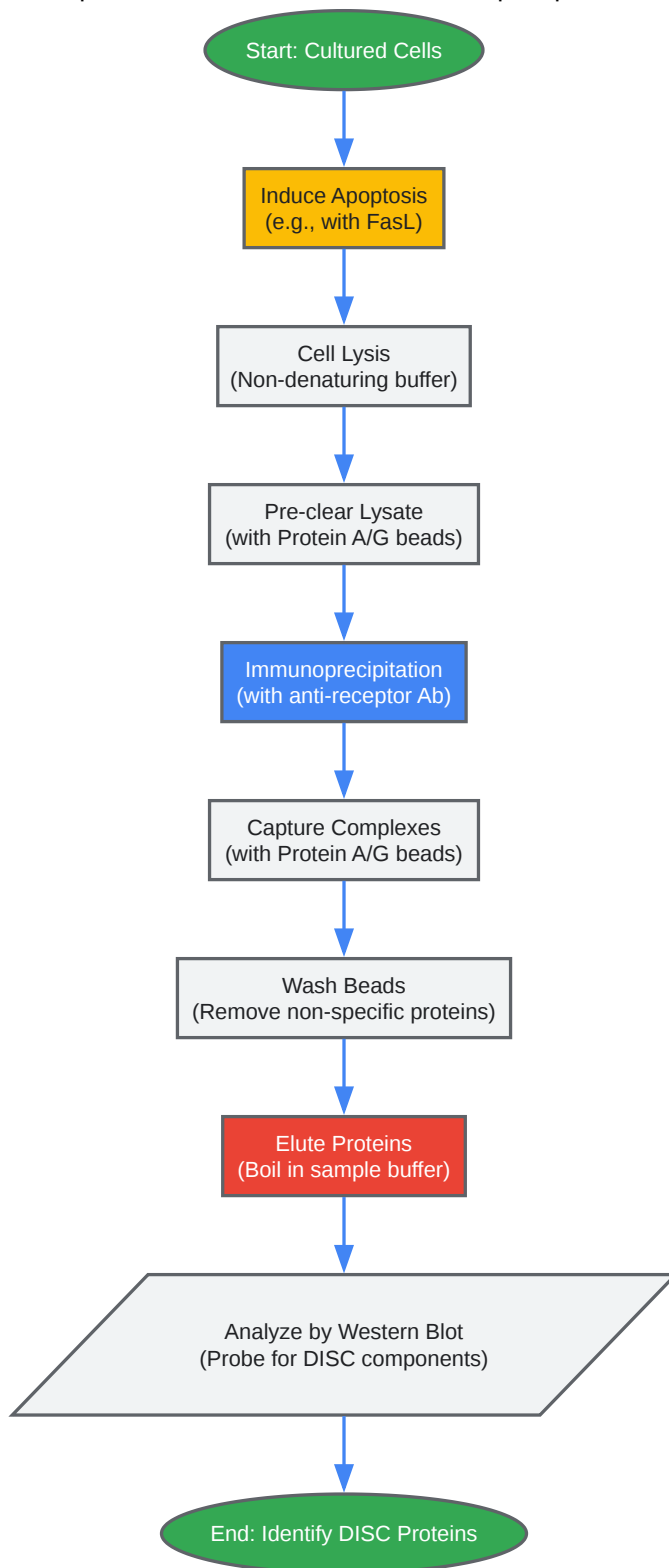 Start: Cultured Cells
Induce Apoptosis
(e.g., with FasL)
Cell Lysis
(Non-denaturing buffer)
Pre-clear Lysate
(with Protein A/G beads)
Immunoprecipitation
(with anti-receptor Ab)
Capture Complexes
(with Protein A/G beads)
Wash Beads
(Remove non-specific proteins)
Elute Proteins
(Boil in sample buffer)
Analyze by Western Blot
(Probe for DISC components)
End: Identify DISC Proteins